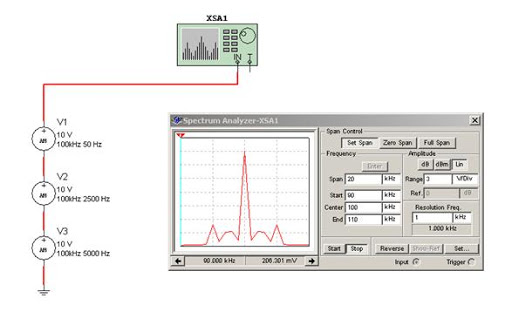 XSA1
IN T
V1
10 V
100kHz 50 Hz
V2
10 V
100kHz 2500 Hz
V3
10 V
100kHz 5000 Hz
AM
AM
AM
Spectrum Analyzer-XSA1
Span Control
Set Span Zero Span Full Span
Frequency
Enter
Span 20 kHz
Start 90 kHz
Center 100 kHz
End 110 kHz
Amplitude
dB dBm Lin
Range 3 V/Div
Ref. 0 dB
Resolution Freq.
1 kHz
1.000 kHz
Start Stop Reverse Show-Ref Set...
90.000 kHz 206.301 mV
Input Trigger